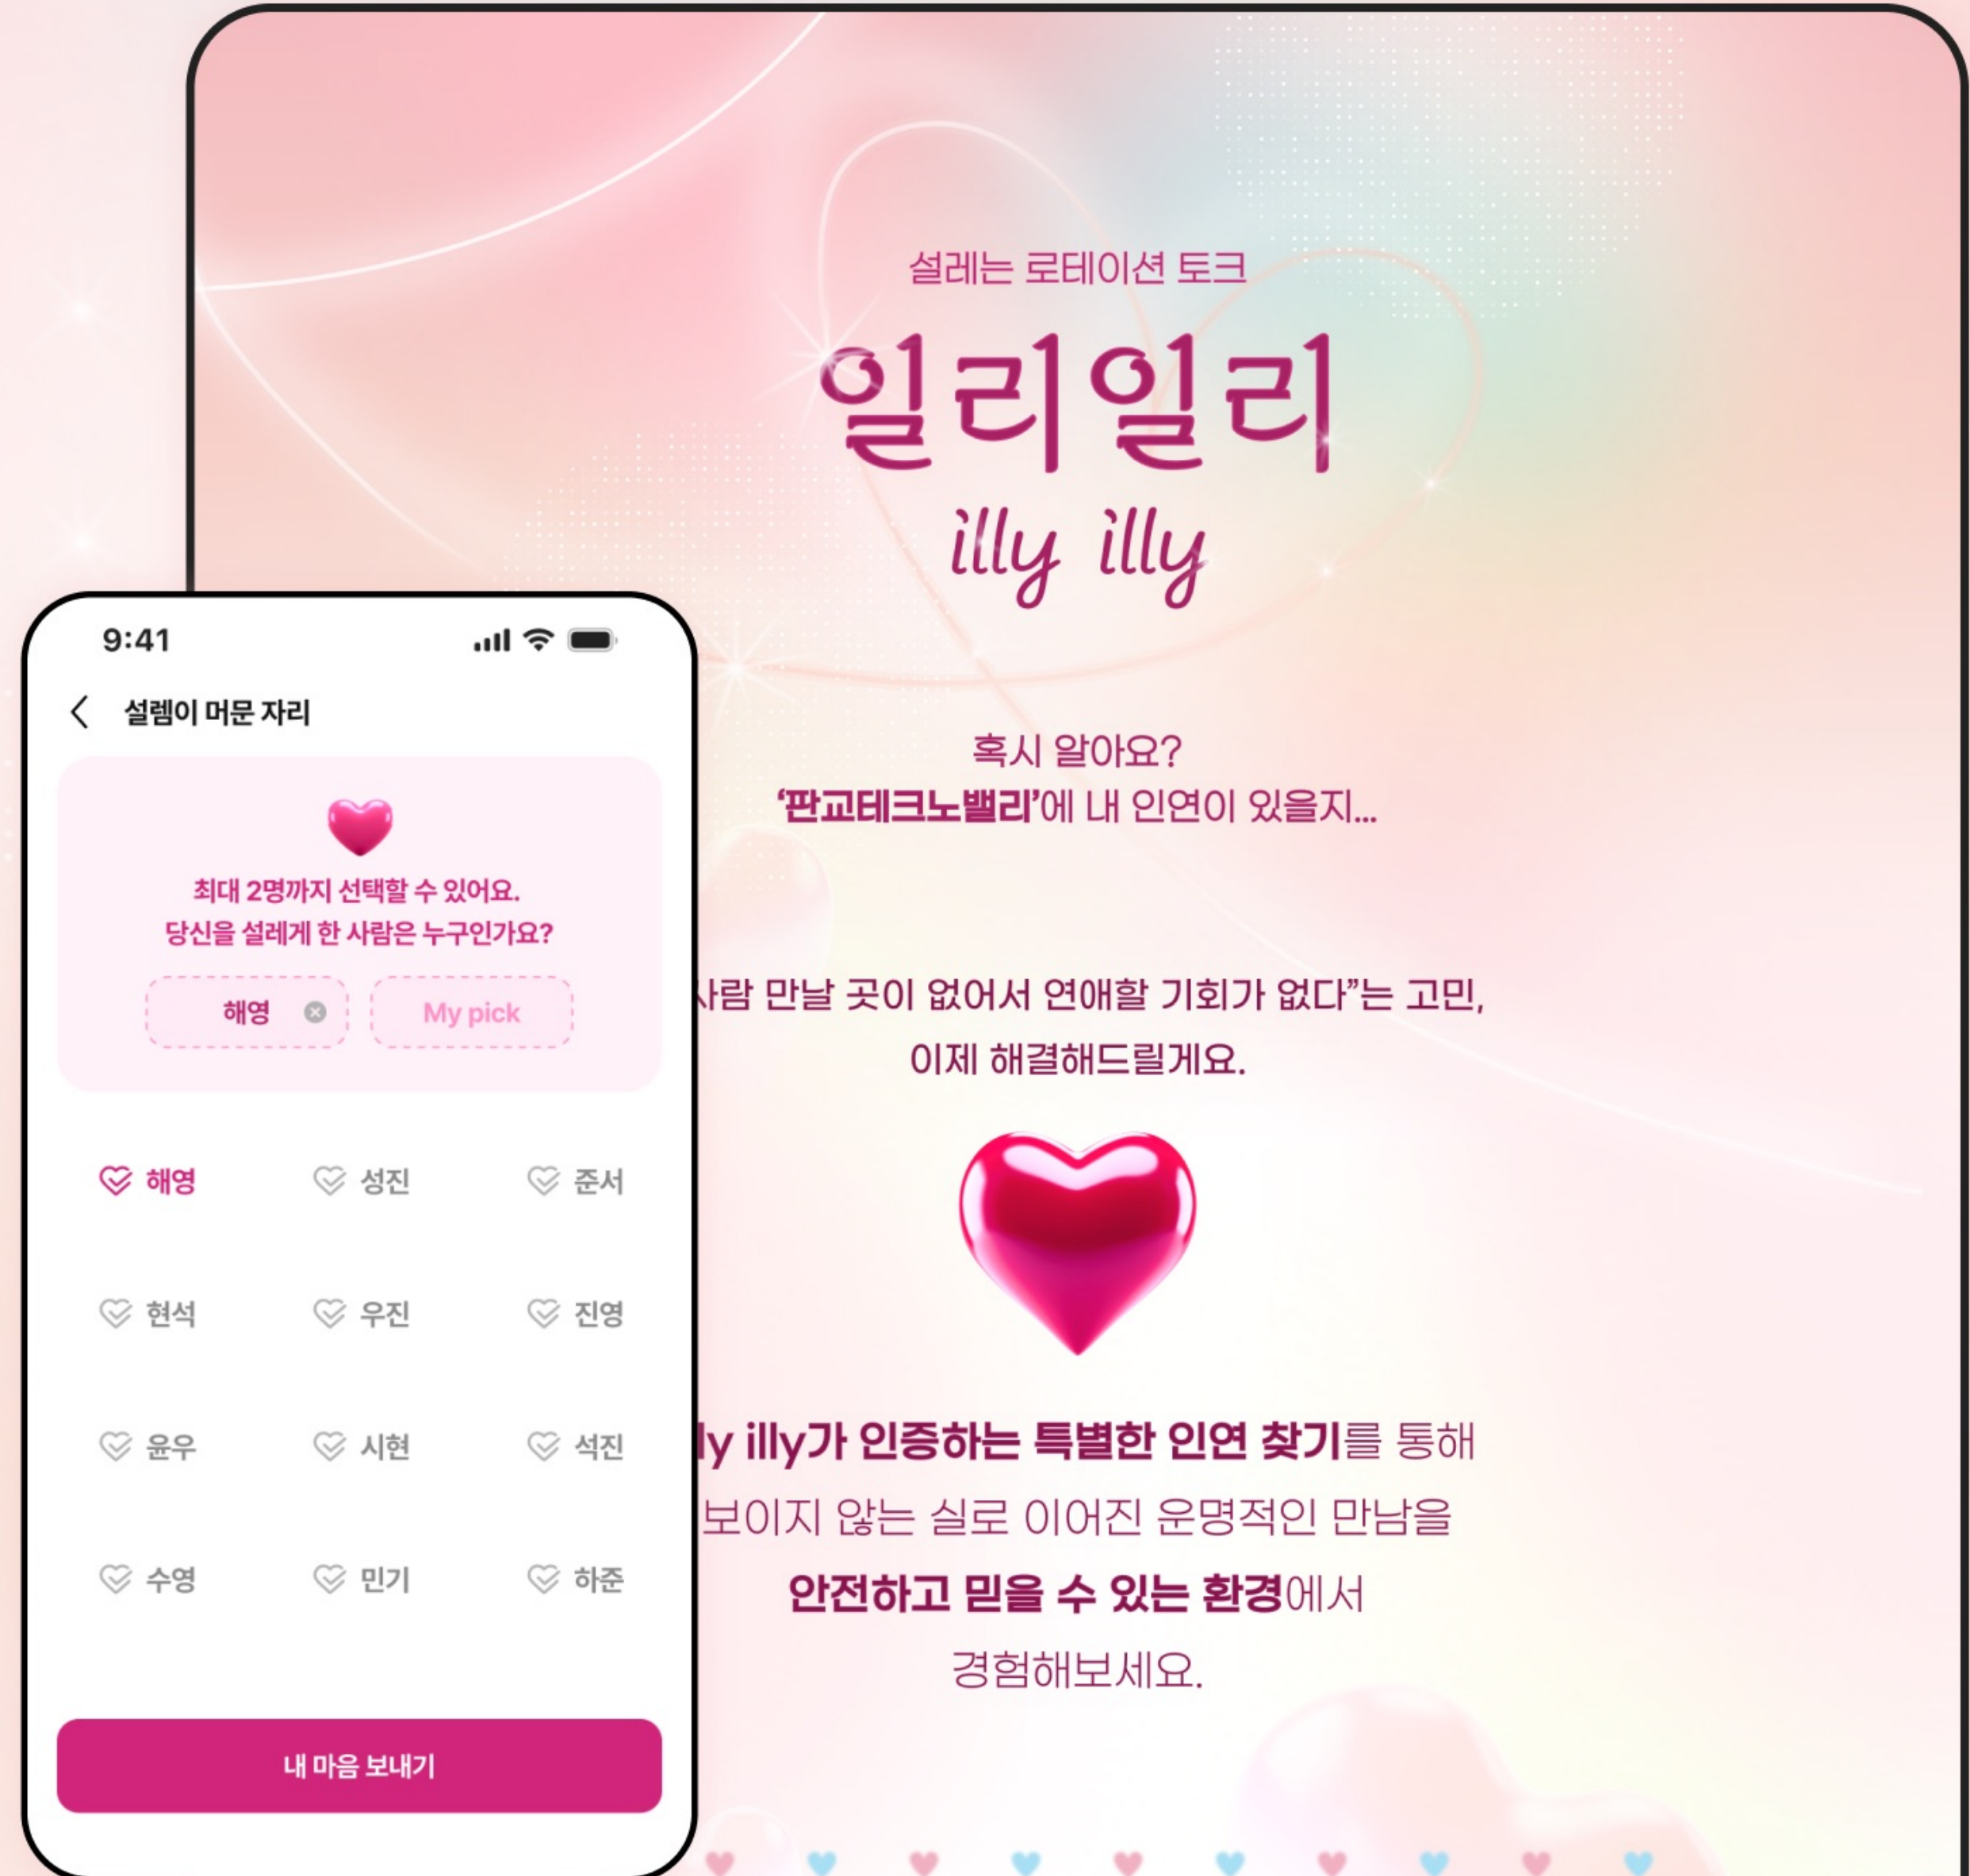 설레는 로테이션 토크
일리일리
illy illy
혹시 알아요?
‘판교테크노밸리’에 내 인연이 있을지...
만날 곳이 없어서 연애할 기회가 없다”는 고민,
이제 해결해드릴게요.
illy가 인증하는 특별한 인연 찾기를 통해
보이지 않는 실로 이어진 운명적인 만남을
안전하고 믿을 수 있는 환경에서
경험해보세요.
9:41
설렘이 머문 자리
최대 2명까지 선택할 수 있어요.
당신을 설레게 한 사람은 누구인가요?
해영 My pick
해영 성진 준서
현석 우진 진영
윤우 시현 석진
수영 민기 하준
내 마음 보내기